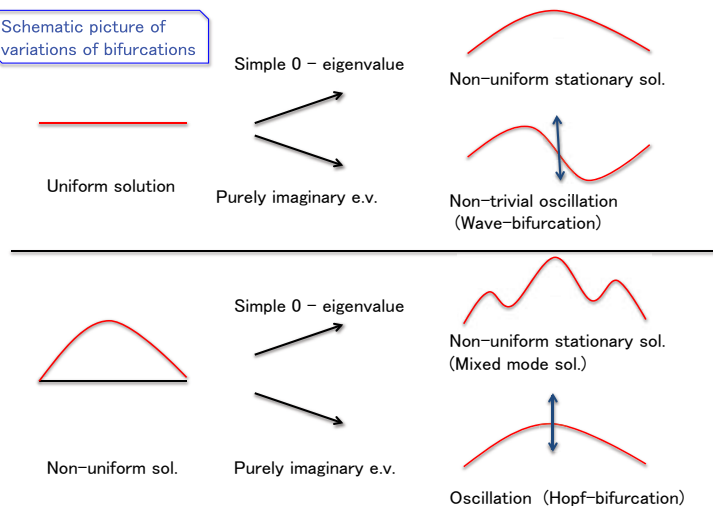 Schematic picture of
variations of bifurcations
Simple 0 - eigenvalue
Non-uniform stationary sol.
Uniform solution
Purely imaginary e.v.
Non-trivial oscillation
(Wave-bifurcation)
Simple 0 - eigenvalue
Non-uniform stationary sol.
(Mixed mode sol.)
Non-uniform sol.
Purely imaginary e.v.
Oscillation (Hopf-bifurcation)